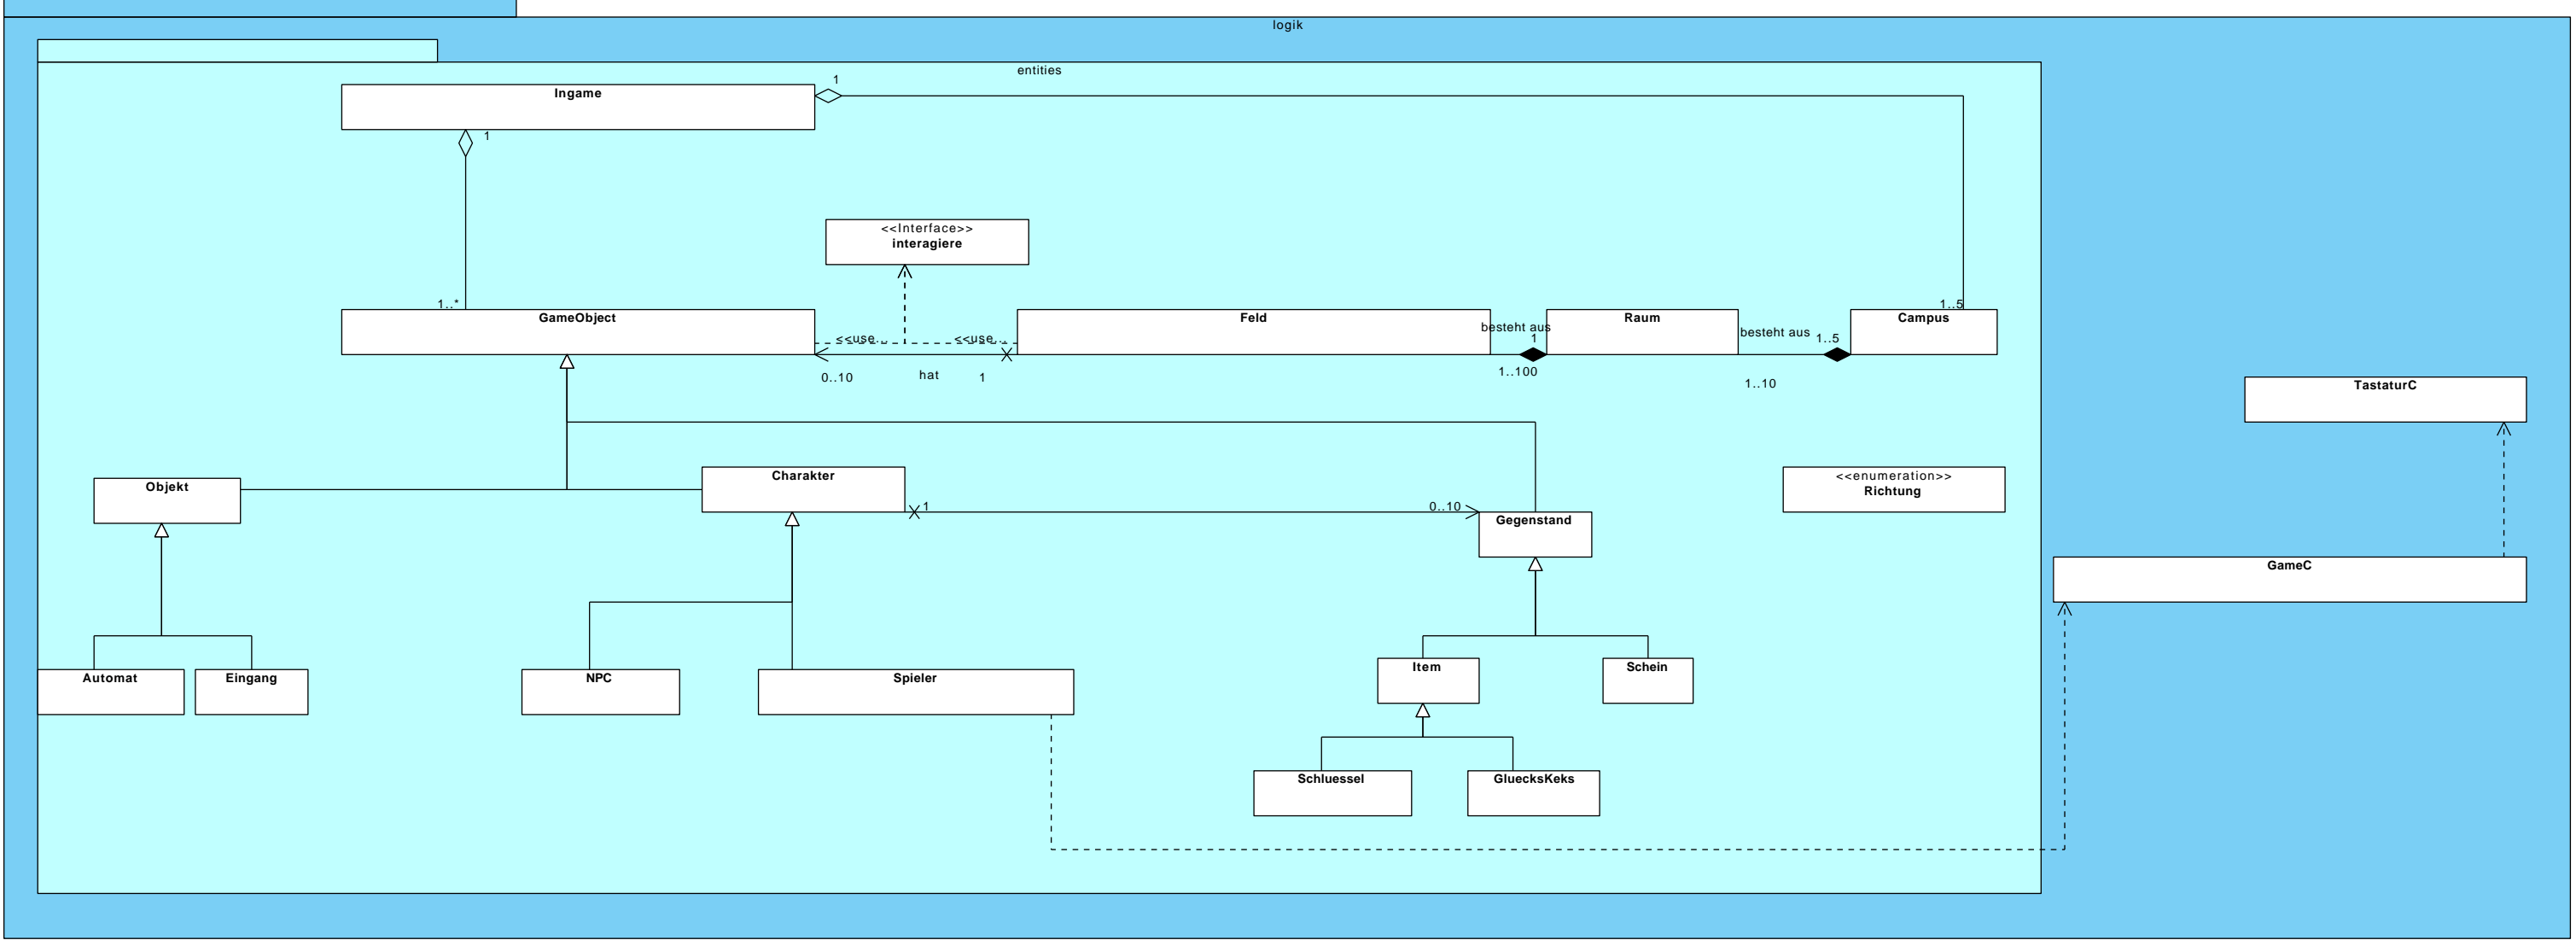 logik
entities
1
Ingame
1
<<Interface>>
interagiere
1..*
1..5
GameObject
Feld
Raum
Campus
besteht aus
besteht aus
<<use...
<<use...
1
1..5
0..10
hat
1
1..100
1..10
TastaturC
Charakter
<<enumeration>>
Richtung
Objekt
1
0..10
Gegenstand
GameC
Item
Schein
Automat
Eingang
NPC
Spieler
Schluessel
GluecksKeks